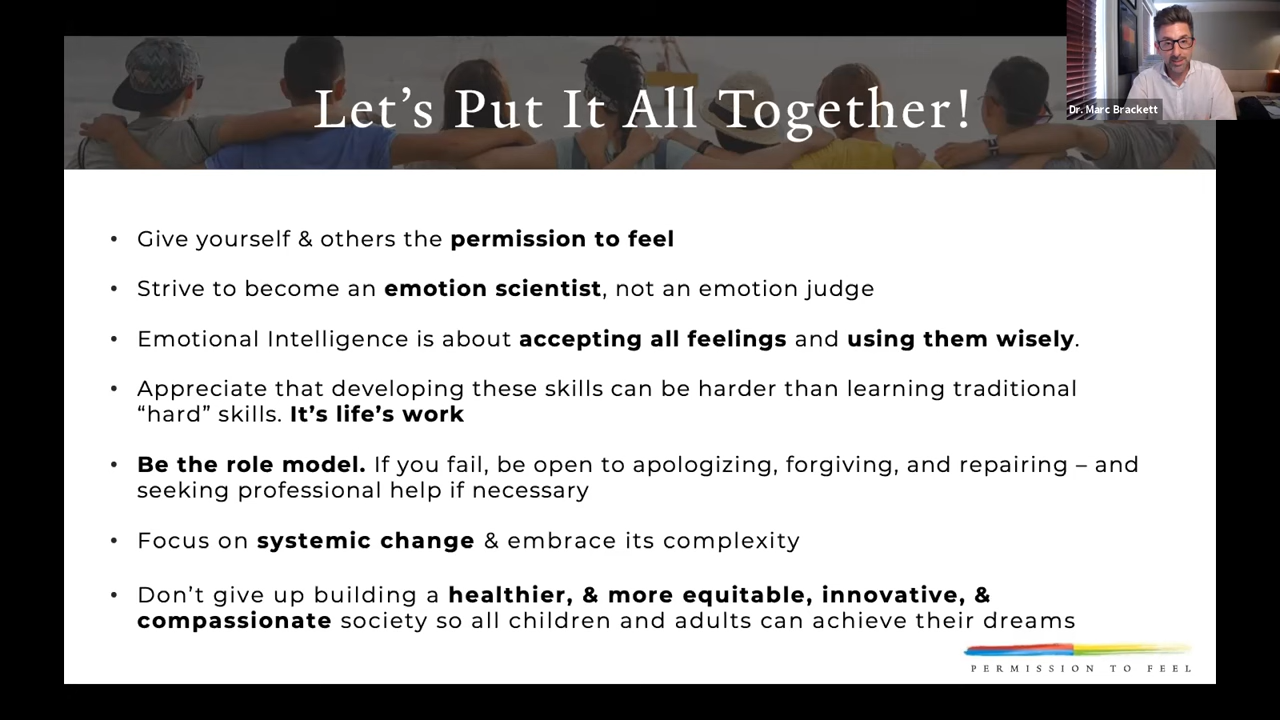 Let’s Put It All Together!
Dr. Marc Brackett
• Give yourself & others the permission to feel
• Strive to become an emotion scientist, not an emotion judge
• Emotional Intelligence is about accepting all feelings and using them wisely.
• Appreciate that developing these skills can be harder than learning traditional
“hard” skills. It’s life’s work
• Be the role model. If you fail, be open to apologizing, forgiving, and repairing – and
seeking professional help if necessary
• Focus on systemic change & embrace its complexity
• Don’t give up building a healthier, & more equitable, innovative, &
compassionate society so all children and adults can achieve their dreams
PERMISSION TO FEEL